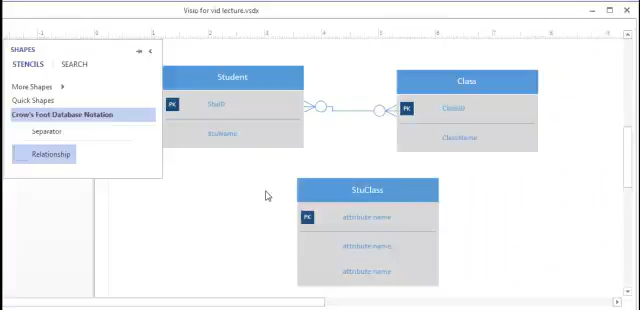 Visio for vid lecture.vsdx
SHAPES
STENCILS SEARCH
More Shapes
Quick Shapes
Crow's Foot Database Notation
Separator
Relationship
Student
PK StuID
StuName
Class
PK ClassID
ClassName
StuClass
PK attribute name
attribute name
attribute name